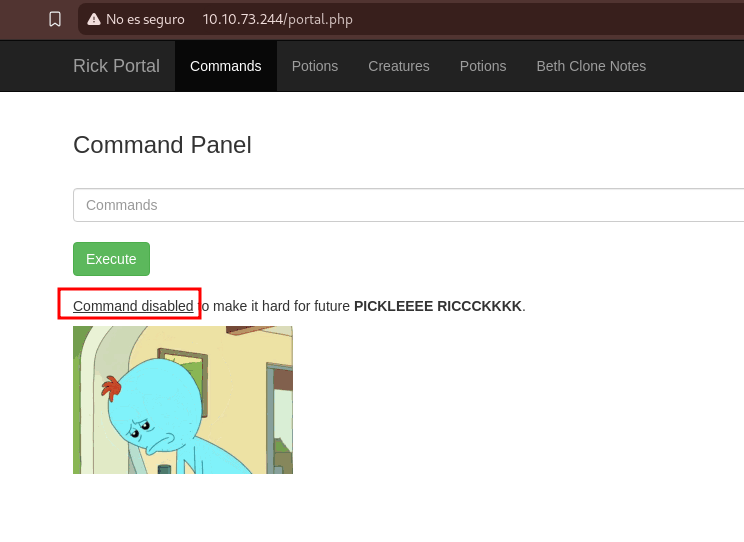 No es seguro 10.10.73.244/portal.php
Rick Portal Commands Potions Creatures Potions Beth Clone Notes
Command Panel
Commands
Execute
Command disabled to make it hard for future PICKLEEEE RICCCKKKK.